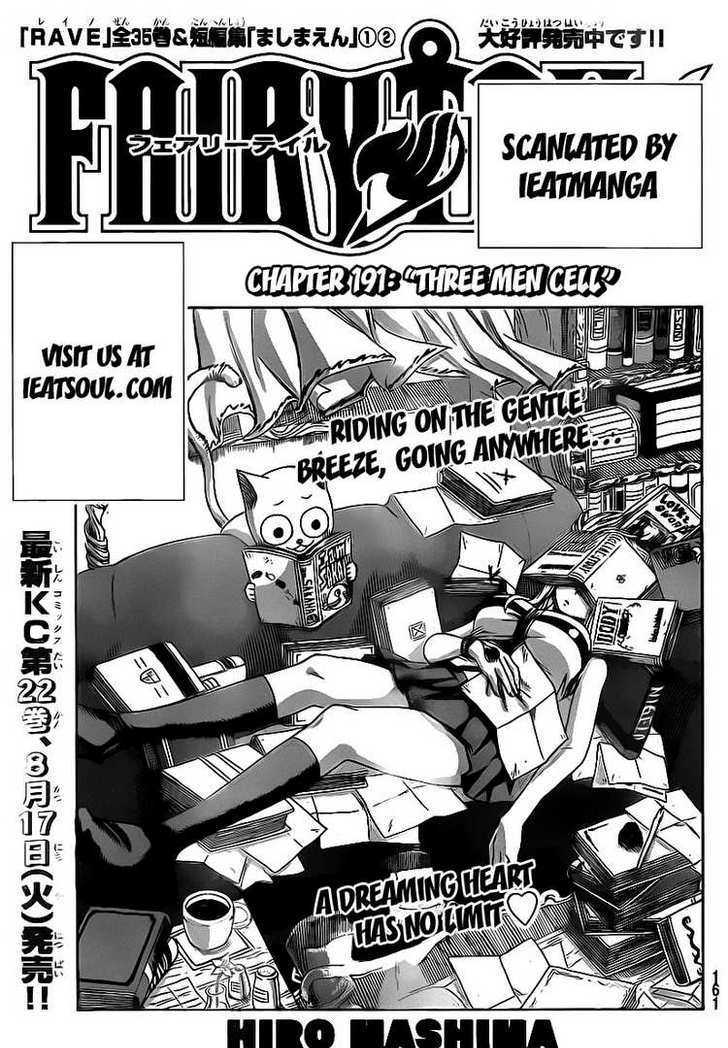 「RAVE」全35巻&短編集「ましまえん」①② 大好評発売中です!!
FAIRY
フェアリーテイル
SCANLATED BY
IEATMANGA
CHAPTER 191: "THREE MEN CELL"
VISIT US AT
IEATSOUL.COM
RIDING ON THE GENTLE
BREEZE, GOING ANYWHERE...
最新KC第22巻、8月17日(火)発売!!
A DREAMING HEART
HAS NO LIMIT♡
161
HIRO MASHIMA